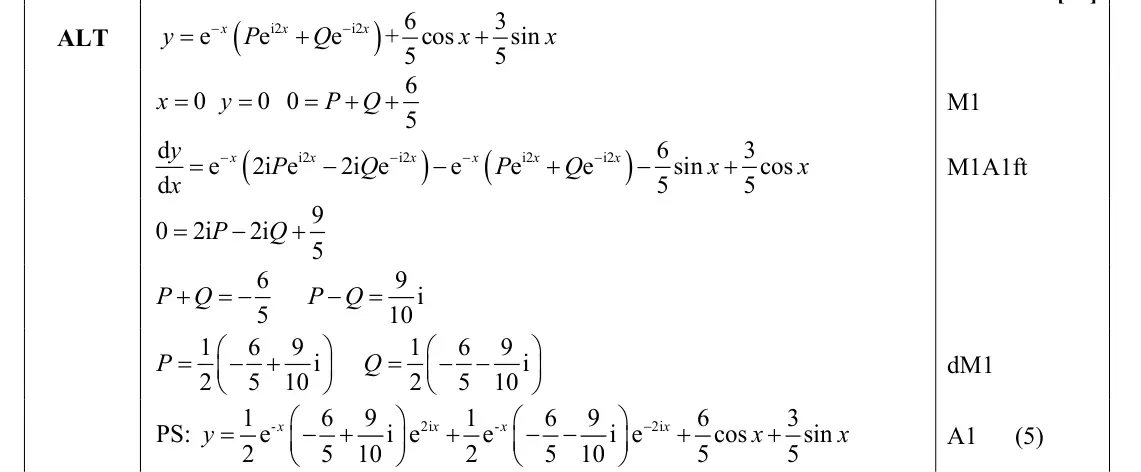 ALT y = e^{-x}(Pe^{i2x} + Qe^{-i2x}) + 6/5 cos x + 3/5 sin x
x = 0 y = 0 0 = P + Q + 6/5 M1
dy/dx = e^{-x}(2iPe^{i2x} − 2iQe^{-i2x}) − e^{-x}(Pe^{i2x} + Qe^{-i2x}) − 6/5 sin x + 3/5 cos x M1A1ft
0 = 2iP − 2iQ + 9/5
P + Q = −6/5 P − Q = 9/10 i
P = 1/2(−6/5 + 9/10 i) Q = 1/2(−6/5 − 9/10 i) dM1
PS: y = 1/2 e^{-x}(−6/5 + 9/10 i)e^{2ix} + 1/2 e^{-x}(−6/5 − 9/10 i)e^{−2ix} + 6/5 cos x + 3/5 sin x A1 (5)